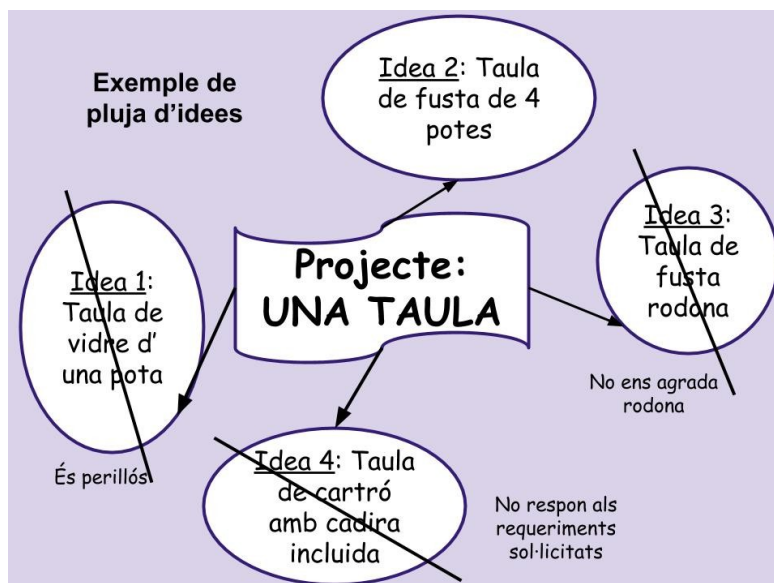 Exemple de
pluja d'idees
Idea 2: Taula
de fusta de 4
potes
Idea 3:
Taula de
fusta
rodona
No ens agrada
rodona
Projecte:
UNA TAULA
Idea 1:
Taula de
vidre d'
una pota
És perillós
Idea 4: Taula
de cartró
amb cadira
incluida
No respon als
requeriments
sol·licitats